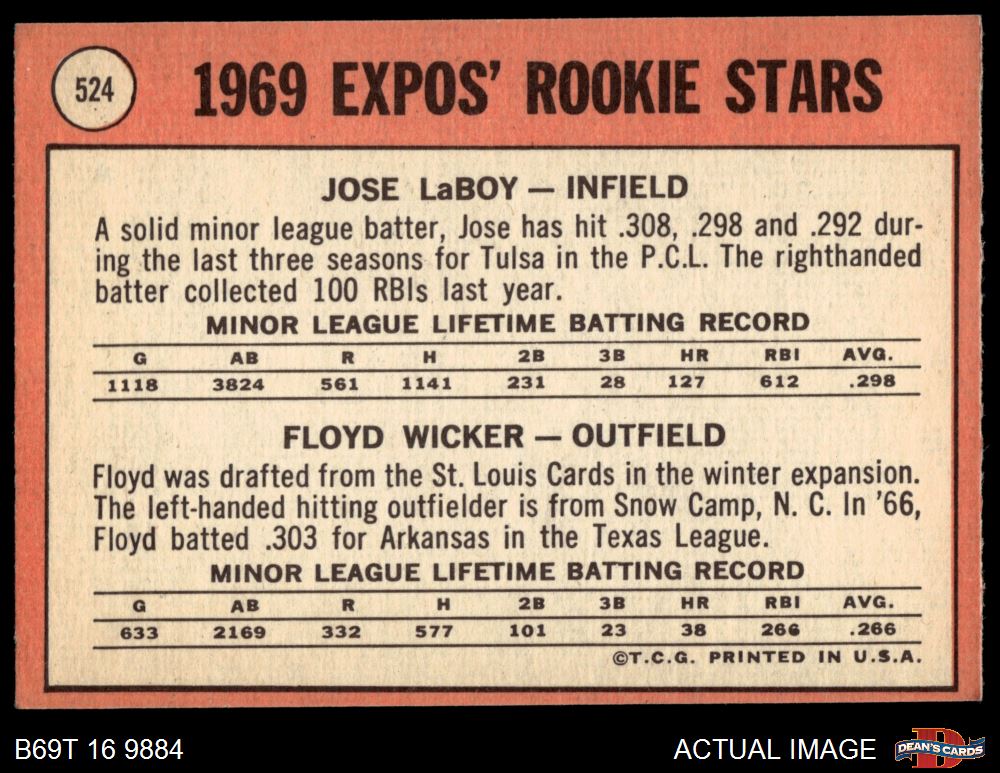 524
1969 EXPOS' ROOKIE STARS
JOSE LaBOY — INFIELD
A solid minor league batter, Jose has hit .308, .298 and .292 dur-
ing the last three seasons for Tulsa in the P.C.L. The righthanded
batter collected 100 RBIs last year.
MINOR LEAGUE LIFETIME BATTING RECORD
G AB R H 2B 3B HR RBI AVG.
1118 3824 561 1141 231 28 127 612 .298
FLOYD WICKER — OUTFIELD
Floyd was drafted from the St. Louis Cards in the winter expansion.
The left-handed hitting outfielder is from Snow Camp, N. C. In '66,
Floyd batted .303 for Arkansas in the Texas League.
MINOR LEAGUE LIFETIME BATTING RECORD
G AB R H 2B 3B HR RBI AVG.
633 2169 332 577 101 23 38 266 .266
©T.C.G. PRINTED IN U.S.A.
B69T 16 9884
ACTUAL IMAGE
D
DEAN'S CARDS